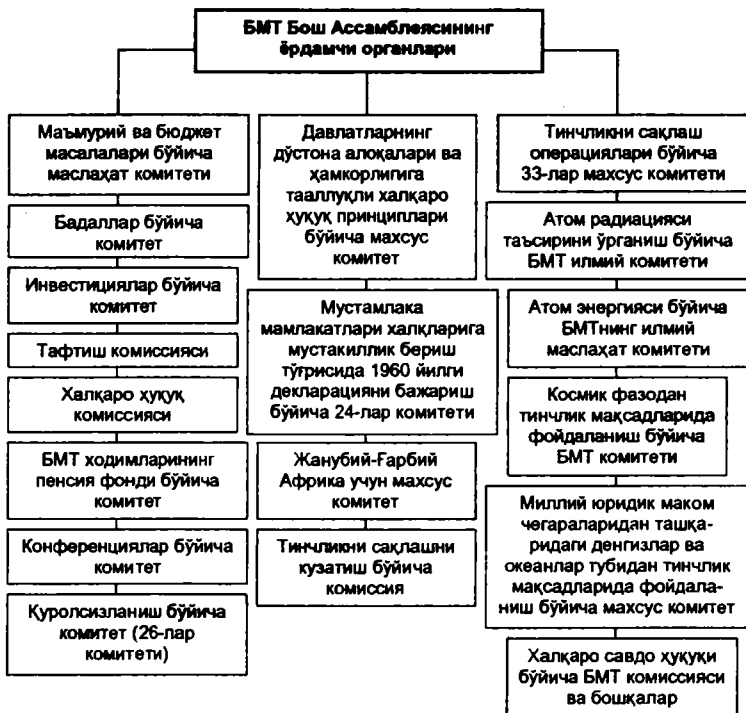 БМТ Бош Ассамблеясининг
ёрдамчи органлари
Маъмурий ва бюджет
масалалари бўйича
маслаҳат комитети
Бадаллар бўйича
комитет
Инвестициялар бўйича
комитет
Тафтиш комиссияси
Халқаро ҳуқуқ
комиссияси
БМТ ходимларининг
пенсия фонди бўйича
комитет
Конференциялар бўйича
комитет
Қуролсизланиш бўйича
комитет (26-лар
комитети)
Давлатларнинг
дўстона алоқалари ва
ҳамкорлигига
тааллуқли халқаро
ҳуқуқ принциплари
бўйича махсус
комитет
Мустамлака
мамлакатлари халқларига
мустакиллик бериш
тўғрисида 1960 йилги
декларацияни бажариш
бўйича 24-лар комитети
Жанубий-Ғарбий
Африка учун махсус
комитет
Тинчликни сақлашни
кузатиш бўйича
комиссия
Тинчликни сақлаш
операциялари бўйича
33-лар махсус комитети
Атом радиацияси
таъсирини ўрганиш бўйича
БМТ илмий комитети
Атом энергияси бўйича
БМТнинг илмий
маслаҳат комитети
Космик фазодан
тинчлик мақсадларида
фойдаланиш бўйича
БМТ комитети
Миллий юридик маком
чегараларидан ташқа-
ридаги денгизлар ва
океанлар тубидан тинчлик
мақсадларида фойдала-
ниш бўйича махсус комитет
Халқаро савдо ҳуқуқи
бўйича БМТ комиссияси
ва бошқалар